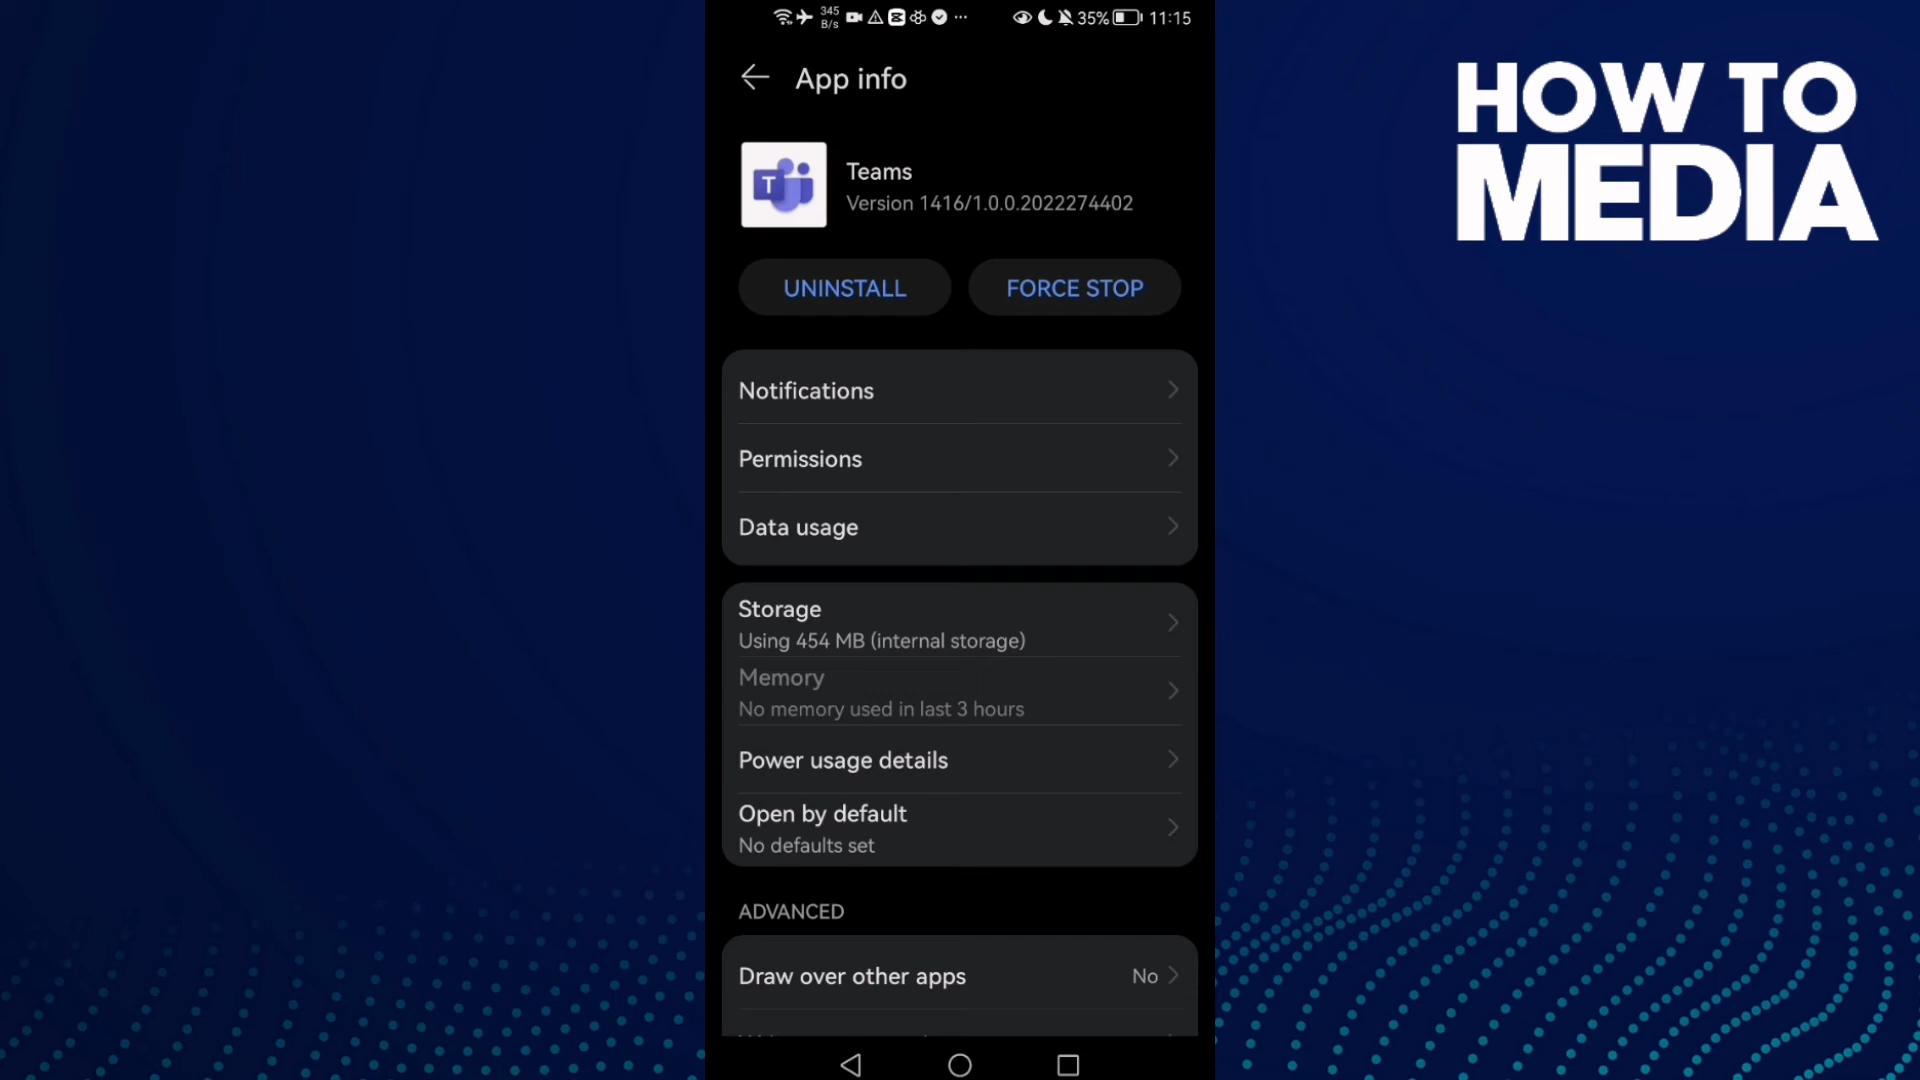 345
B/s
35%
11:15
App info
HOW TO
MEDIA
T
Teams
Version 1416/1.0.0.2022274402
UNINSTALL
FORCE STOP
Notifications
Permissions
Data usage
Storage
Using 454 MB (internal storage)
Memory
No memory used in last 3 hours
Power usage details
Open by default
No defaults set
ADVANCED
Draw over other apps
No